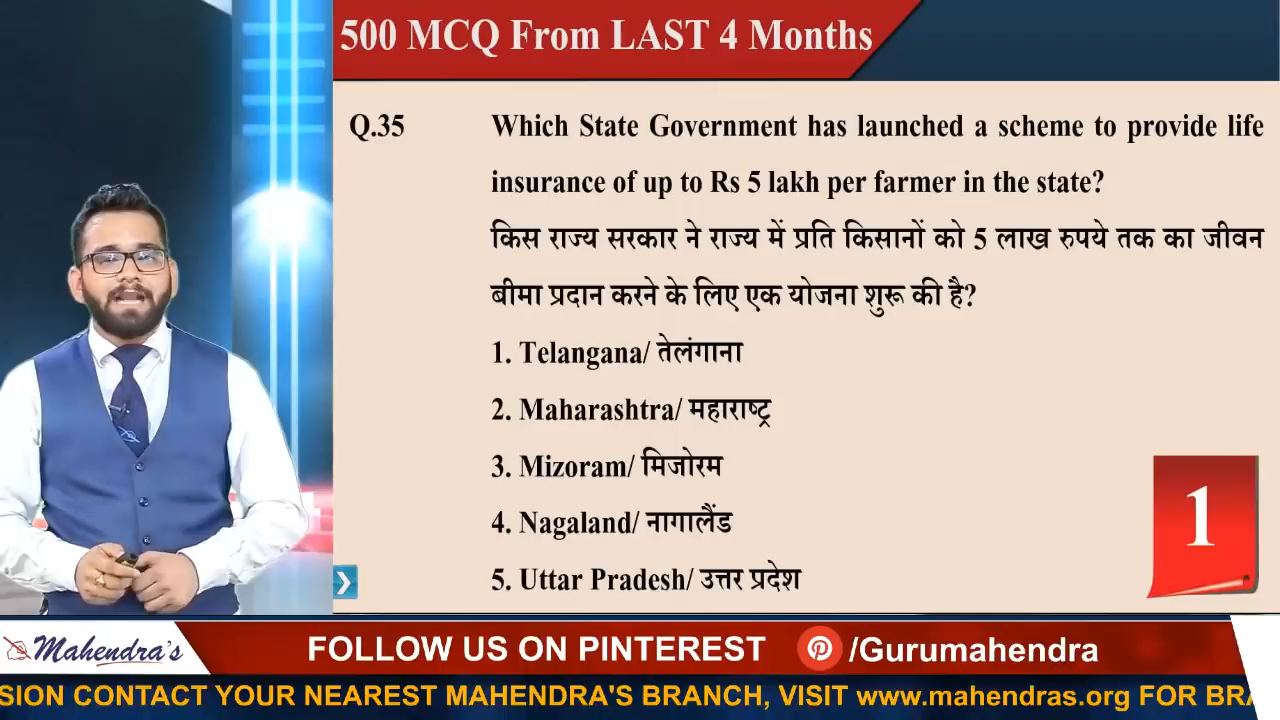 500 MCQ From LAST 4 Months
Q.35 Which State Government has launched a scheme to provide life
insurance of up to Rs 5 lakh per farmer in the state?
किस राज्य सरकार ने राज्य में प्रति किसानों को 5 लाख रुपये तक का जीवन
बीमा प्रदान करने के लिए एक योजना शुरू की है?
1. Telangana/ तेलंगाना
2. Maharashtra/ महाराष्ट्र
3. Mizoram/ मिजोरम
4. Nagaland/ नागालैंड
5. Uttar Pradesh/ उत्तर प्रदेश
1
Mahendra's
FOLLOW US ON PINTEREST /Gurumahendra
SION CONTACT YOUR NEAREST MAHENDRA'S BRANCH, VISIT www.mahendras.org FOR BRA